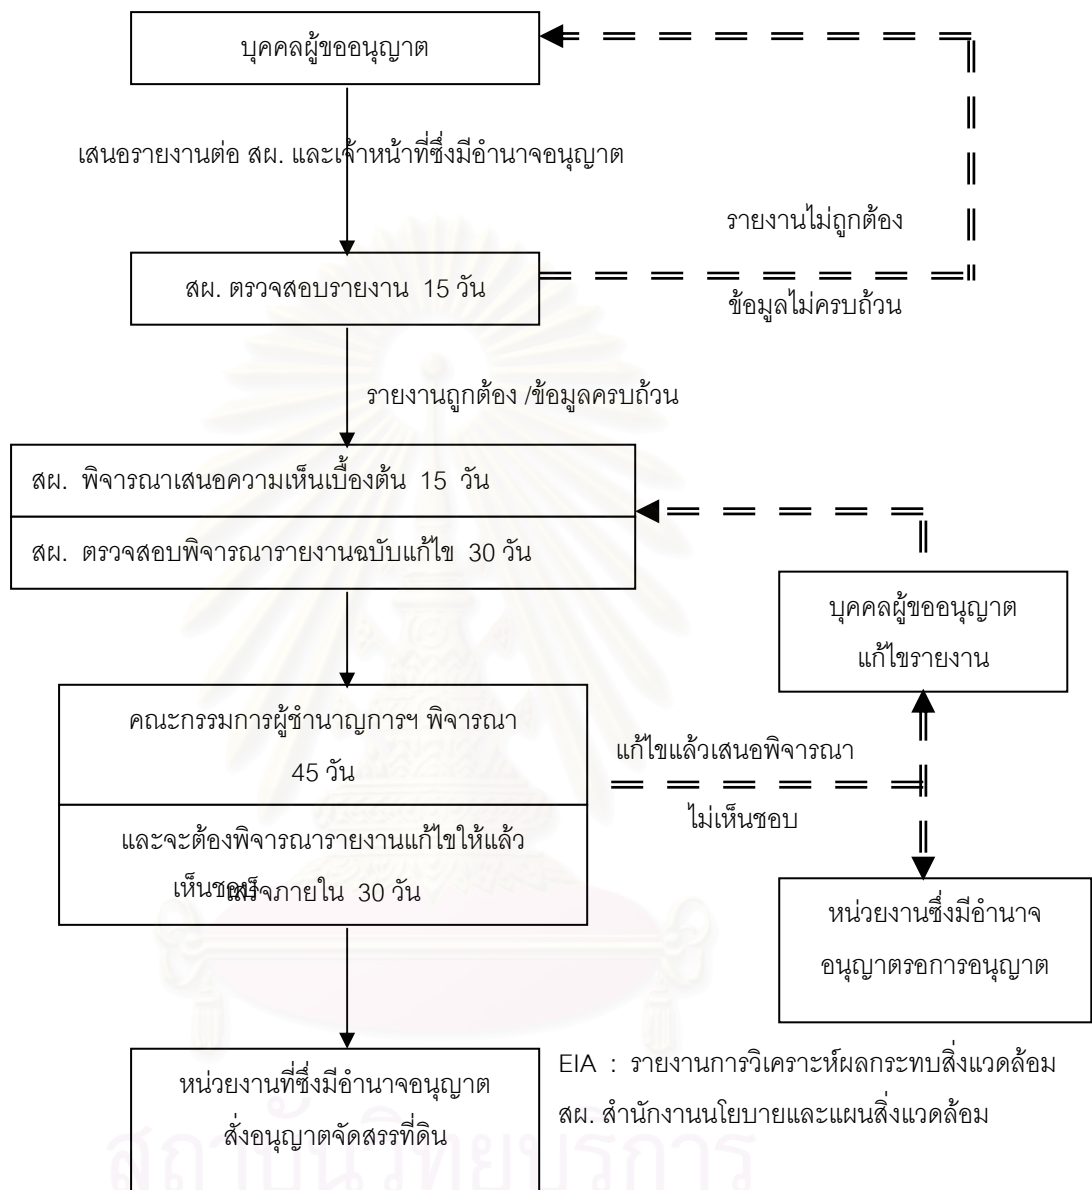 บุคคลผู้ขออนุญาต
เสนอรายงานต่อ สผ. และเจ้าหน้าที่ซึ่งมีอำนาจอนุญาต
รายงานไม่ถูกต้อง
สผ. ตรวจสอบรายงาน 15 วัน
ข้อมูลไม่ครบถ้วน
รายงานถูกต้อง /ข้อมูลครบถ้วน
สผ. พิจารณาเสนอความเห็นเบื้องต้น 15 วัน
สผ. ตรวจสอบพิจารณารายงานฉบับแก้ไข 30 วัน
บุคคลผู้ขออนุญาต
แก้ไขรายงาน
คณะกรรมการผู้ชำนาญการฯ พิจารณา
45 วัน
แก้ไขแล้วเสนอพิจารณา
ไม่เห็นชอบ
และจะต้องพิจารณารายงานแก้ไขให้แล้ว
เสร็จภายใน 30 วัน
เห็นชอบ
หน่วยงานซึ่งมีอำนาจ
อนุญาตรอการอนุญาต
หน่วยงานที่ซึ่งมีอำนาจอนุญาต
สั่งอนุญาตจัดสรรที่ดิน
EIA : รายงานการวิเคราะห์ผลกระทบสิ่งแวดล้อม
สผ. สำนักงานนโยบายและแผนสิ่งแวดล้อม
สถาบันวิทยบริการ